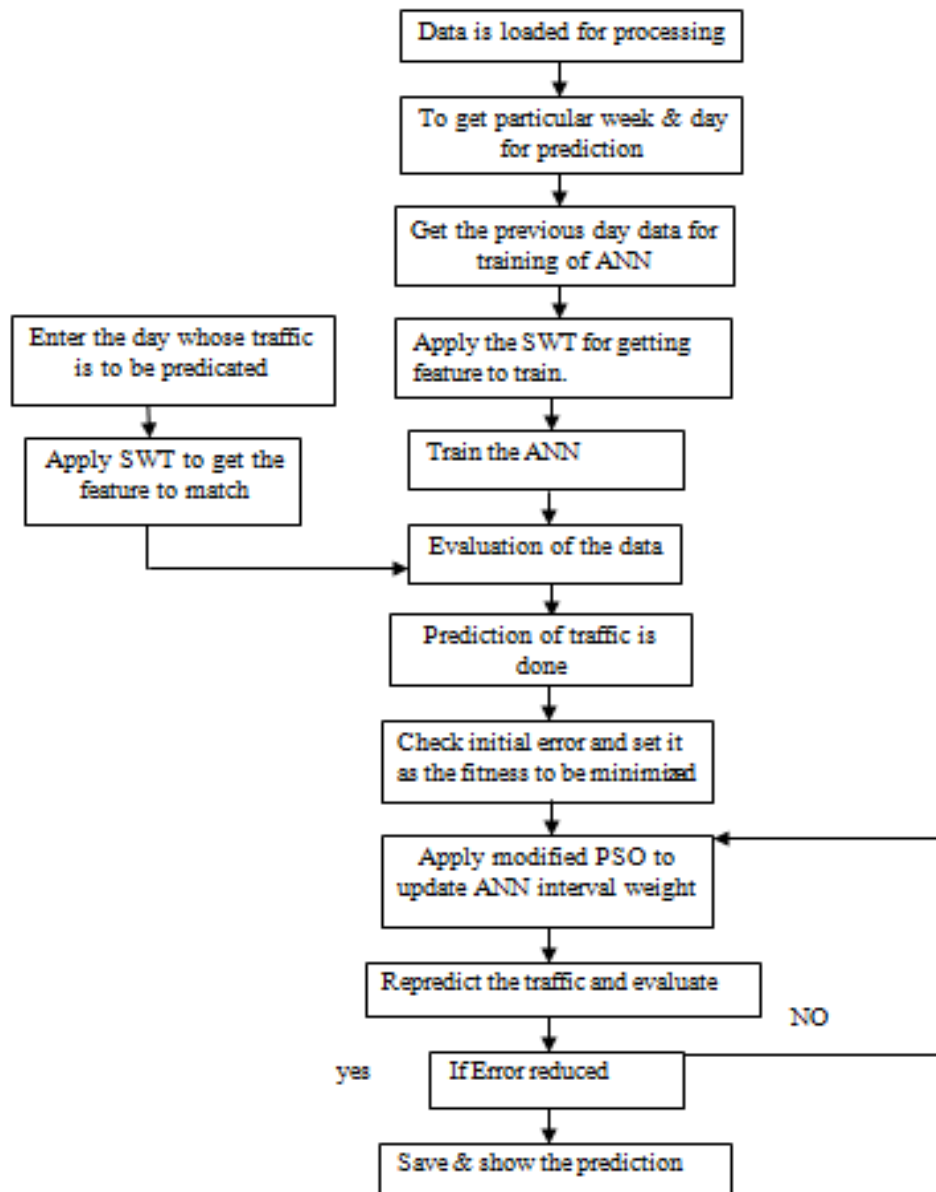 Data is loaded for processing
To get particular week & day
for prediction
Get the previous day data for
training of ANN
Enter the day whose traffic
is to be predicated
Apply the SWT for getting
feature to train.
Apply SWT to get the
feature to match
Train the ANN
Evaluation of the data
Prediction of traffic is
done
Check initial error and set it
as the fitness to be minimized
Apply modified PSO to
update ANN interval weight
Repredict the traffic and evaluate
NO
yes
If Error reduced
Save & show the prediction